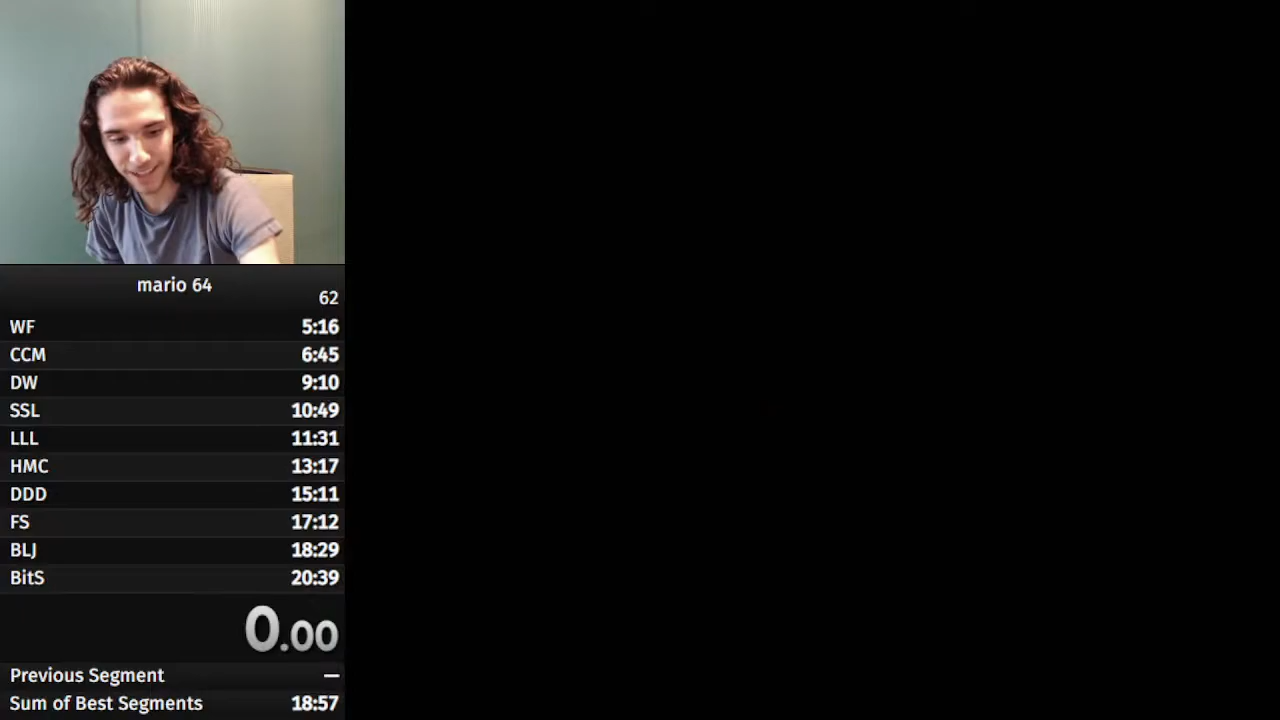 mario 64
62
WF 5:16
CCM 6:45
DW 9:10
SSL 10:49
LLL 11:31
HMC 13:17
DDD 15:11
FS 17:12
BLJ 18:29
BitS 20:39
0.00
Previous Segment —
Sum of Best Segments 18:57